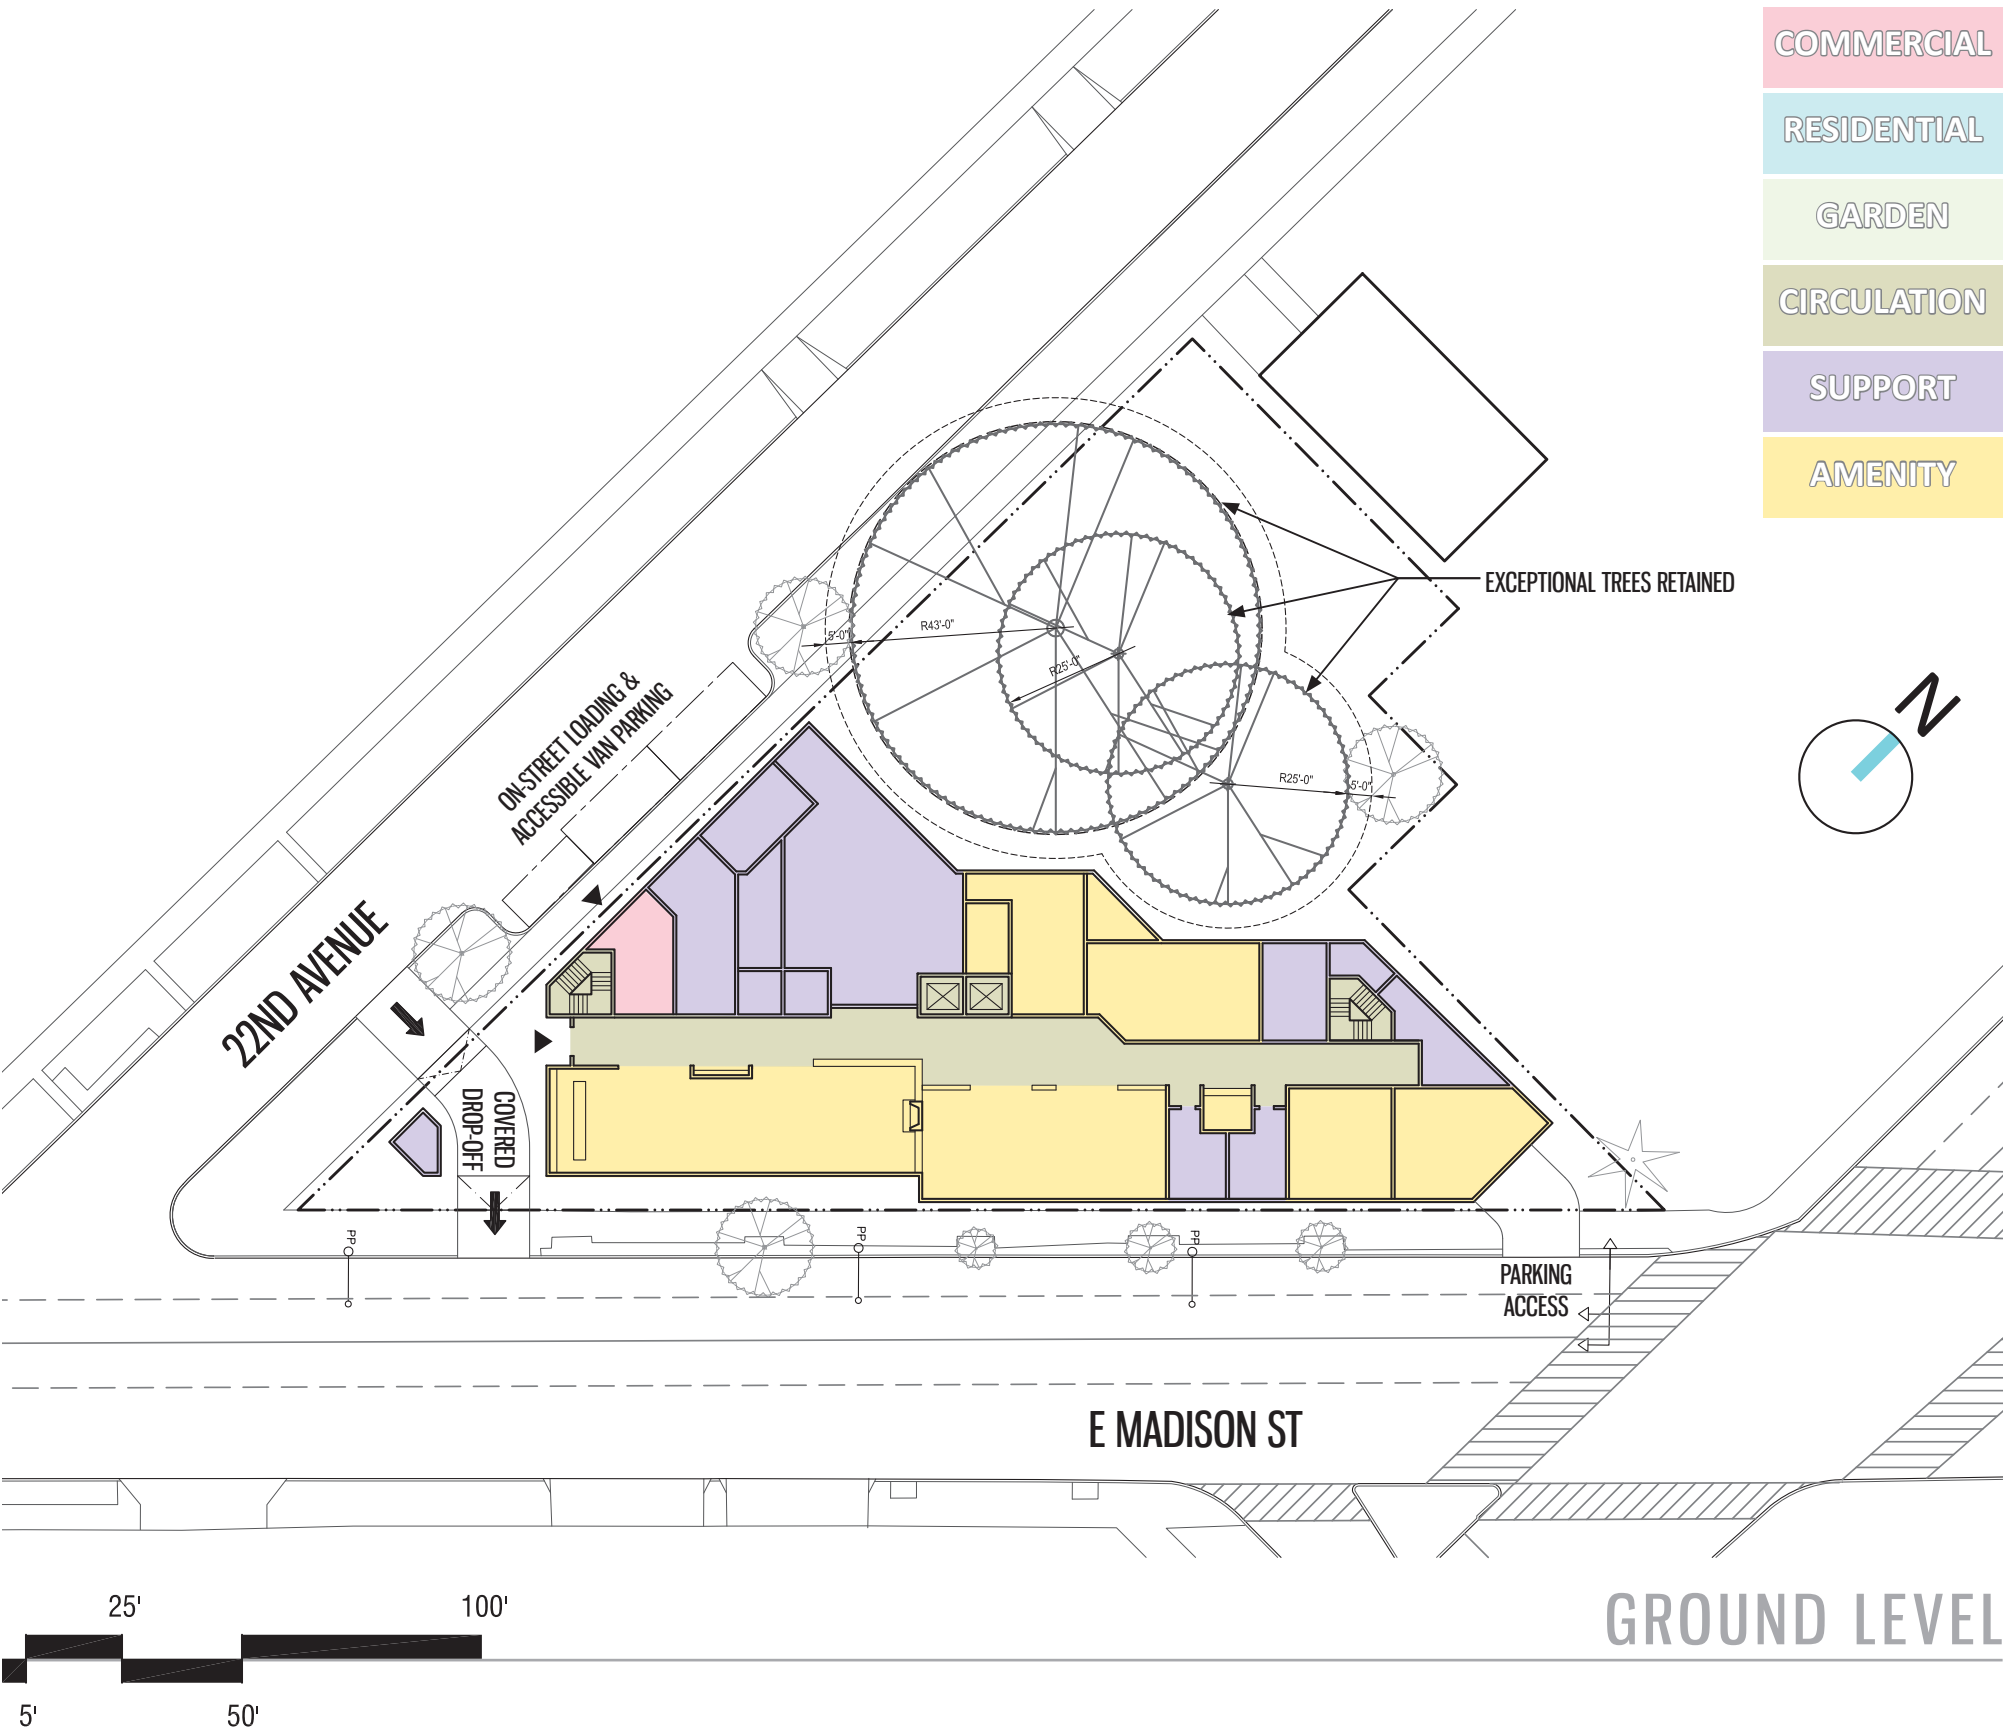 COMMERCIAL
RESIDENTIAL
GARDEN
CIRCULATION
SUPPORT
AMENITY
EXCEPTIONAL TREES RETAINED
5'-0"
R43'-0"
R25'-0"
R25'-0"
5'-0"
N
ON-STREET LOADING &
ACCESSIBLE VAN PARKING
22ND AVENUE
COVERED
DROP-OFF
PP
PP
PP
PARKING
ACCESS
E MADISON ST
25'
100'
5'
50'
GROUND LEVEL